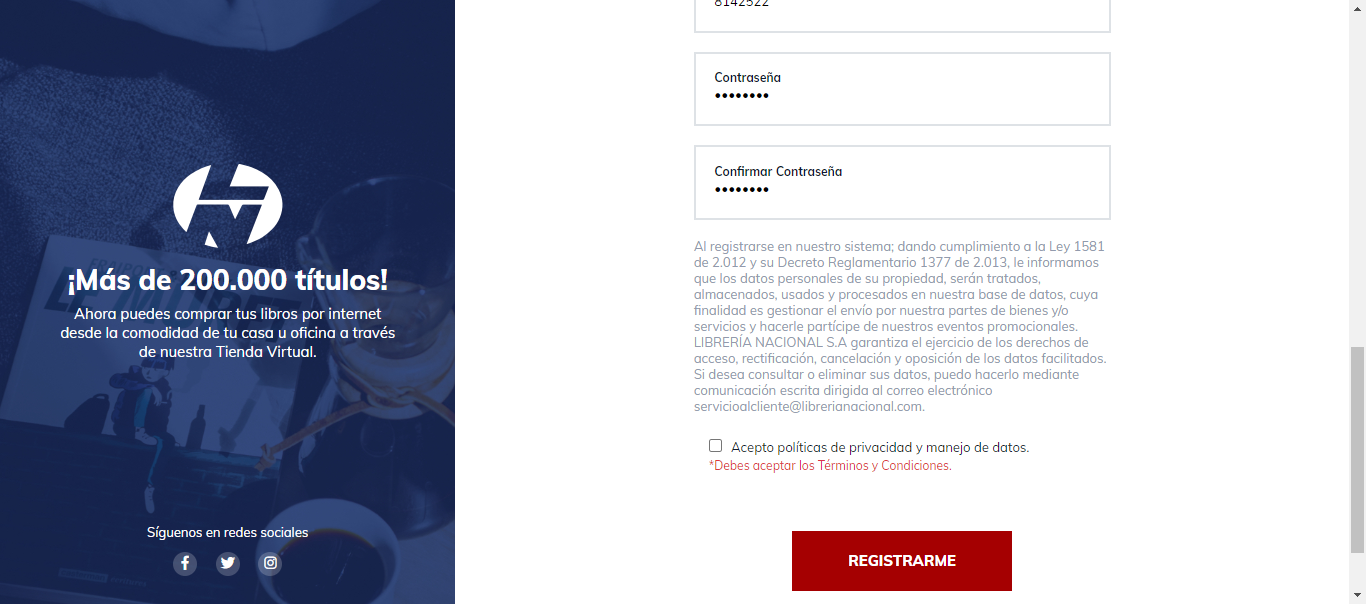 ¡Más de 200.000 títulos!
Ahora puedes comprar tus libros por internet
desde la comodidad de tu casa u oficina a través
de nuestra Tienda Virtual.
Síguenos en redes sociales
8142522
Contraseña
••••••••
Confirmar Contraseña
••••••••
Al registrarse en nuestro sistema; dando cumplimiento a la Ley 1581
de 2.012 y su Decreto Reglamentario 1377 de 2.013, le informamos
que los datos personales de su propiedad, serán tratados,
almacenados, usados y procesados en nuestra base de datos, cuya
finalidad es gestionar el envío por nuestra partes de bienes y/o
servicios y hacerle partícipe de nuestros eventos promocionales.
LIBRERÍA NACIONAL S.A garantiza el ejercicio de los derechos de
acceso, rectificación, cancelación y oposición de los datos facilitados.
Si desea consultar o eliminar sus datos, puedo hacerlo mediante
comunicación escrita dirigida al correo electrónico
servicioalcliente@librerianacional.com.
Acepto políticas de privacidad y manejo de datos.
*Debes aceptar los Términos y Condiciones.
REGISTRARME